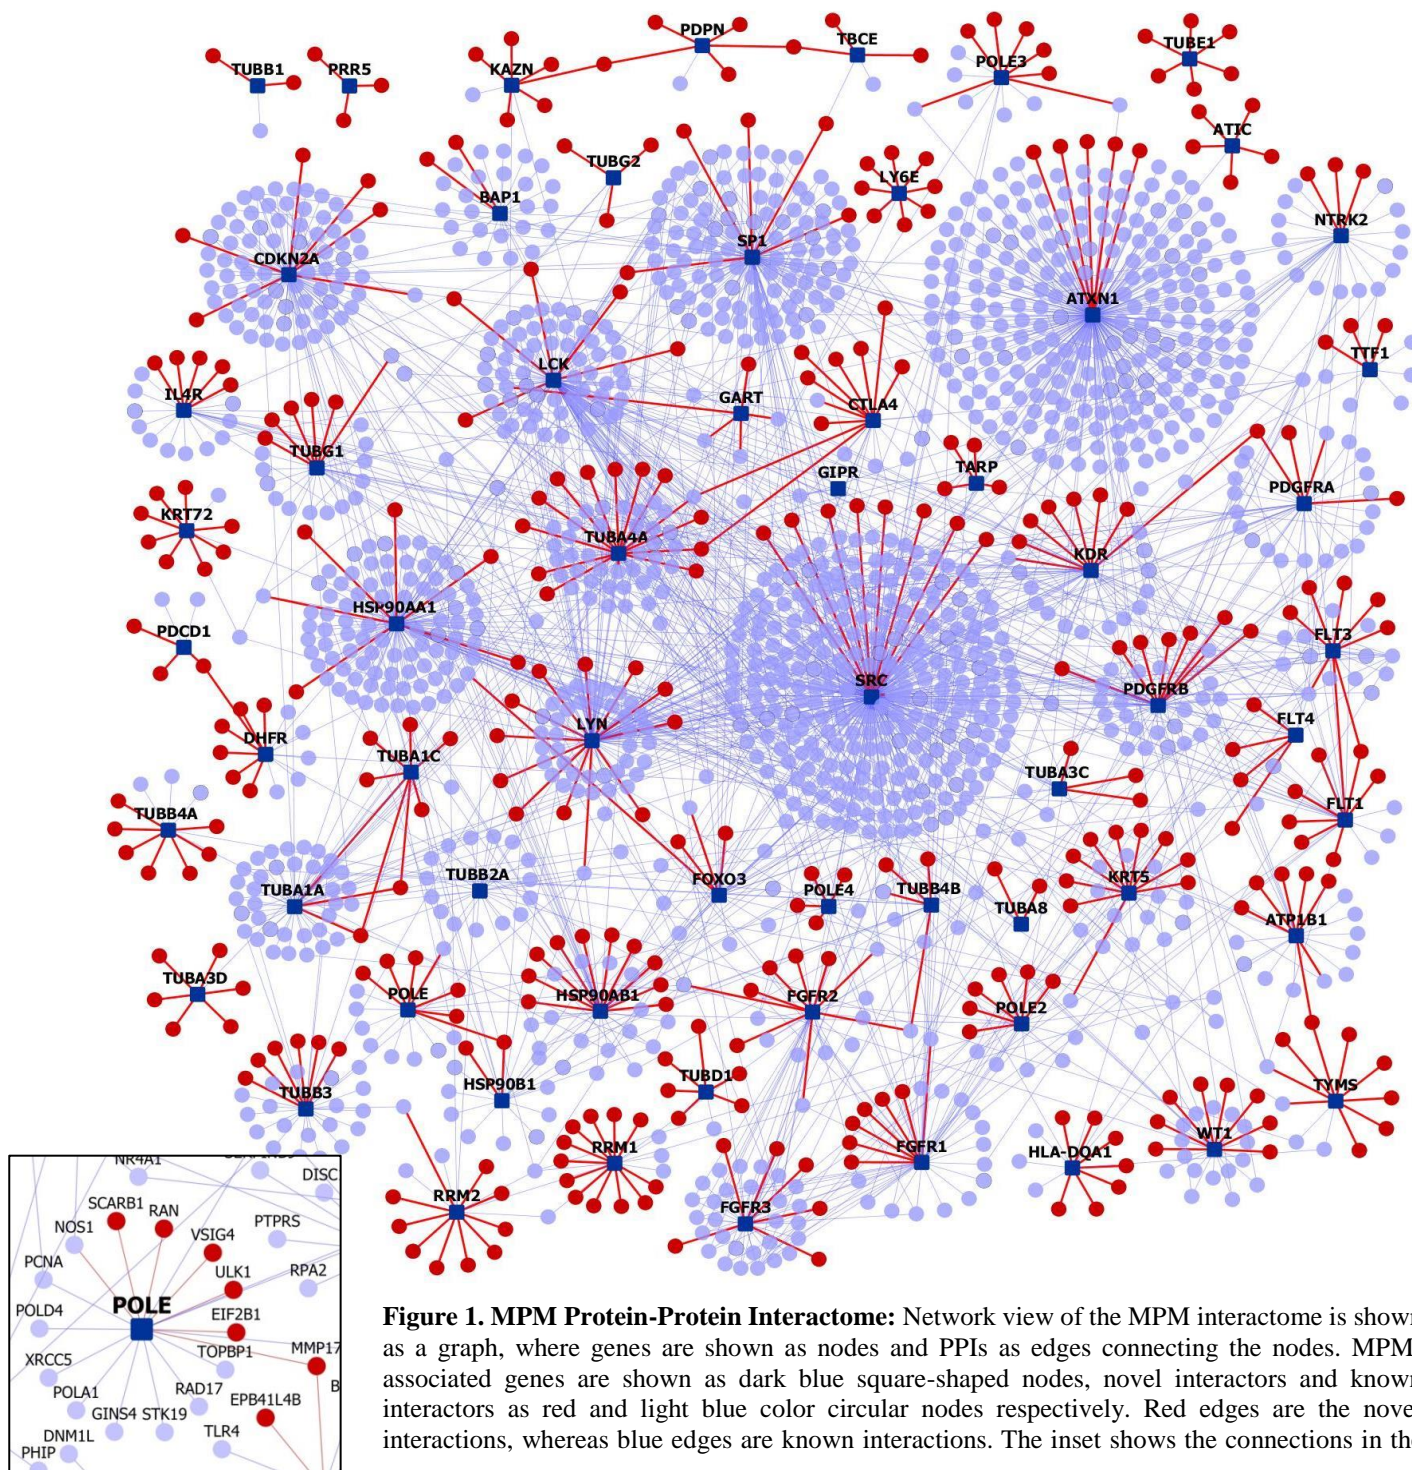 PDPN
TBCE
TUBE1
TUBB1
PRR5
KAZN
POLE3
ATIC
TUBG2
LY6E
BAP1
NTRK2
SP1
CDKN2A
ATXN1
LCK
TTF1
IL4R
GART
CTLA4
TUBG1
GIPR
TARP
PDGFRA
KRT72
TUBA4A
KDR
HSP90AA1
PDCD1
FLT3
SRC
PDGFRB
DHFR
LYN
FLT4
TUBA1C
TUBA3C
TUBB4A
FLT1
TUBA1A
TUBB2A
FOXO3
POLE4
TUBB4B
KRT5
TUBA8
ATP1B1
TUBA3D
POLE
HSP90AB1
FGFR2
POLE2
TUBB3
HSP90B1
TUBD1
TYMS
RRM1
FGFR1
HLA-DQA1
WT1
RRM2
FGFR3
NR4A1
DISC
SCARB1
RAN
NOS1
VSIG4
PTPRS
PCNA
ULK1
RPA2
POLE
POLD4
EIF2B1
MMP17
XRCC5
TOPBP1
B
POLA1
RAD17
EPB41L4B
GINS4
STK19
DNM1L
TLR4
PHIP
Figure 1. MPM Protein-Protein Interactome: Network view of the MPM interactome is shown
as a graph, where genes are shown as nodes and PPIs as edges connecting the nodes. MPM-
associated genes are shown as dark blue square-shaped nodes, novel interactors and known
interactors as red and light blue color circular nodes respectively. Red edges are the novel
interactions, whereas blue edges are known interactions. The inset shows the connections in the